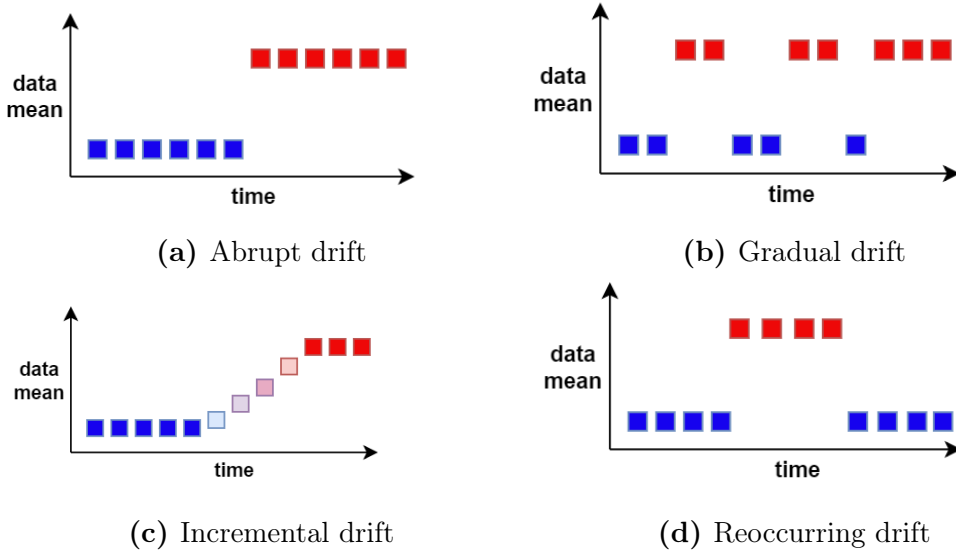 data
mean
time
(a) Abrupt drift
data
mean
time
(b) Gradual drift
data
mean
time
(c) Incremental drift
data
mean
time
(d) Reoccurring drift